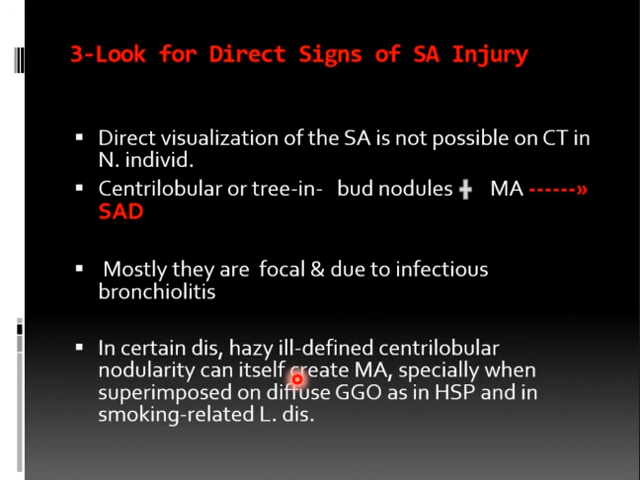 3-Look for Direct Signs of SA Injury
▪ Direct visualization of the SA is not possible on CT in
N. individ.
▪ Centrilobular or tree-in- bud nodules + MA ------»
SAD
▪ Mostly they are focal & due to infectious
bronchiolitis
▪ In certain dis, hazy ill-defined centrilobular
nodularity can itself create MA, specially when
superimposed on diffuse GGO as in HSP and in
smoking-related L. dis.